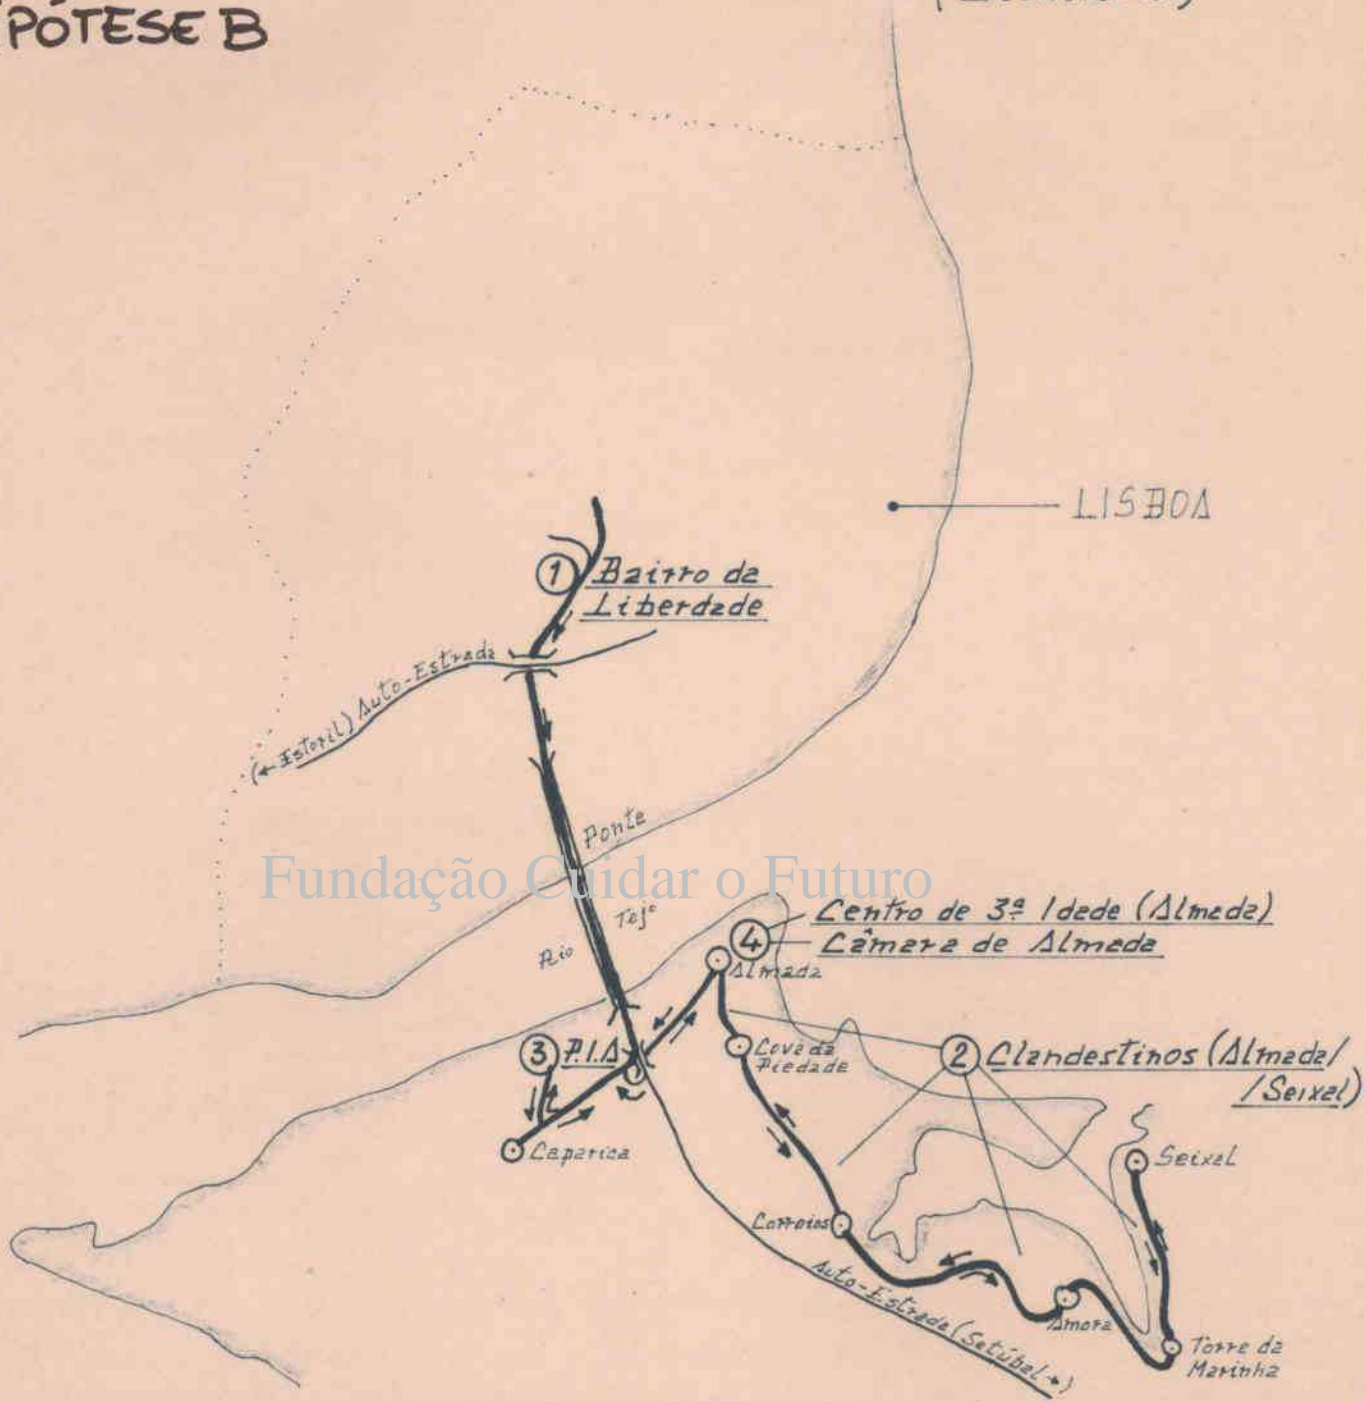 PÓTESE B
LISBOA
① Bairro da
Liberdade
(← Estoril) Auto-Estrada
Ponte
Fundação Cuidar o Futuro
Rio Tejo
④ Centro de 3ª Idade (Almada)
Câmara de Almada
Almada
③ P.I.A
Cova da
Piedade
② Clandestinos (Almada/
/Seixal)
Caparica
Seixal
Corroios
Auto-Estrada (Setúbal →)
Amora
Torre da
Marinha